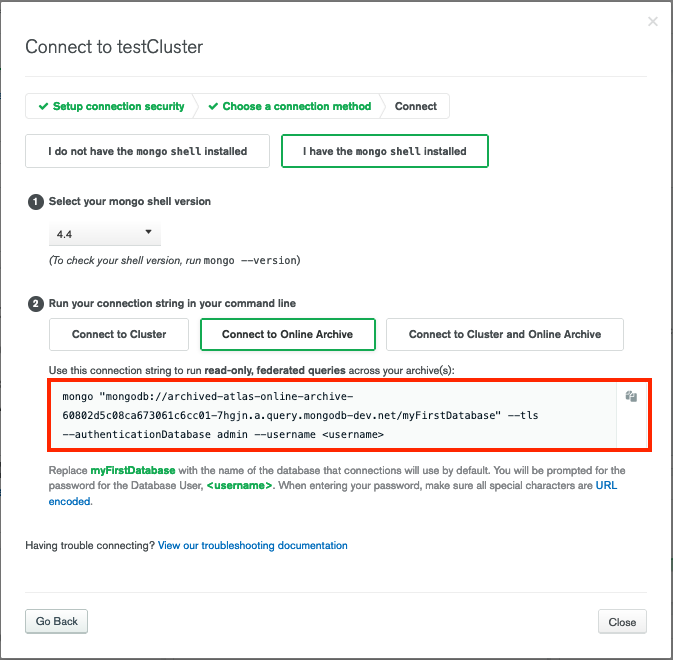 ×
Connect to testCluster
✔ Setup connection security
✔ Choose a connection method
Connect
I do not have the mongo shell installed
I have the mongo shell installed
1 Select your mongo shell version
4.4
(To check your shell version, run mongo --version)
2 Run your connection string in your command line
Connect to Cluster
Connect to Online Archive
Connect to Cluster and Online Archive
Use this connection string to run read-only, federated queries across your archive(s):
mongo "mongodb://archived-atlas-online-archive-
60802d5c08ca673061c6cc01-7hgjn.a.query.mongodb-dev.net/myFirstDatabase" --tls
--authenticationDatabase admin --username <username>
Replace myFirstDatabase with the name of the database that connections will use by default. You will be prompted for the
password for the Database User, <username>. When entering your password, make sure all special characters are URL
encoded.
Having trouble connecting? View our troubleshooting documentation
Go Back
Close